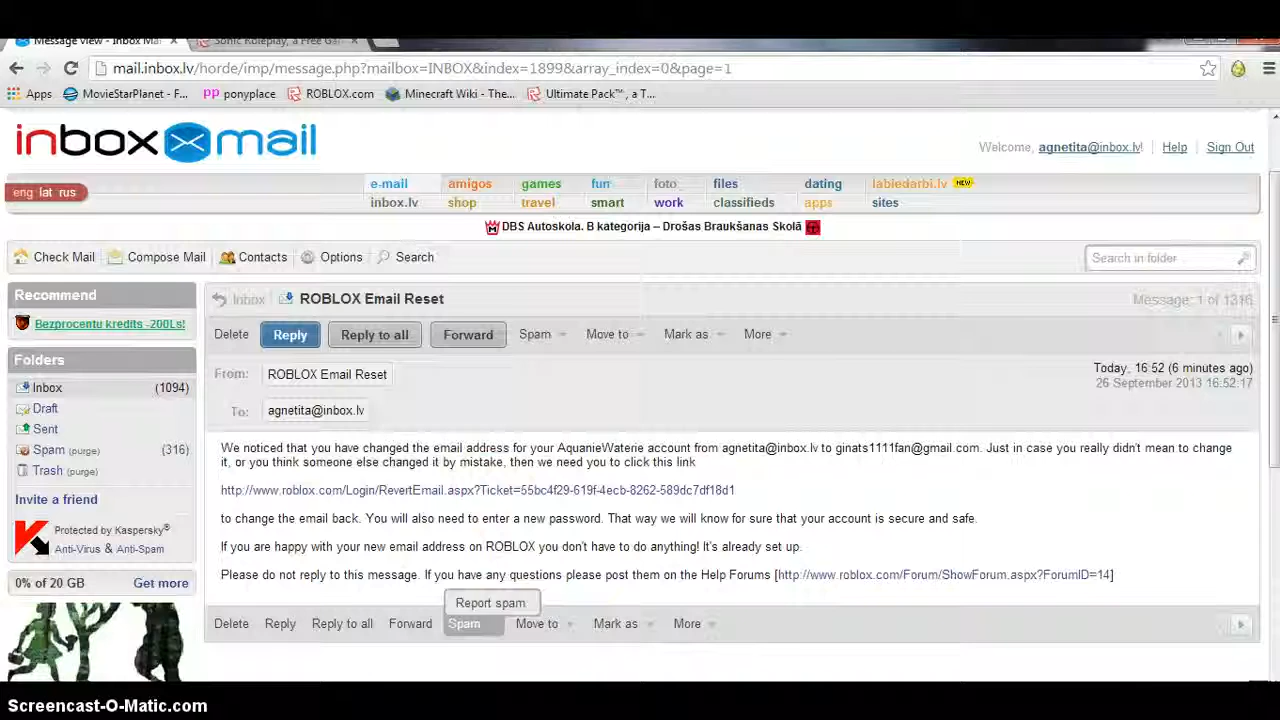 Message view - Inbox Ma
Sonic Roleplay, a Free Ga
mail.inbox.lv/horde/imp/message.php?mailbox=INBOX&index=1899&array_index=0&page=1
Apps MovieStarPlanet - F... pp ponyplace ROBLOX.com Minecraft Wiki - The... Ultimate Pack™, a T...
inbox mail
Welcome, agnetita@inbox.lv! Help Sign Out
eng lat rus
e-mail amigos games fun foto files dating labiedarbi.lv NEW
inbox.lv shop travel smart work classifieds apps sites
DBS Autoskola. B kategorija – Drošas Braukšanas Skolā
Check Mail Compose Mail Contacts Options Search Search in folder
Recommend
Bezprocentu kredits -200Ls!
Folders
Inbox (1094)
Draft
Sent
Spam (purge) (316)
Trash (purge)
Invite a friend
Protected by Kaspersky®
Anti-Virus & Anti-Spam
0% of 20 GB Get more
Inbox ROBLOX Email Reset Message: 1 of 1316
Delete Reply Reply to all Forward Spam Move to Mark as More
From: ROBLOX Email Reset Today, 16:52 (6 minutes ago)
26 September 2013 16:52:17
To: agnetita@inbox.lv
We noticed that you have changed the email address for your AquanieWaterie account from agnetita@inbox.lv to ginats1111fan@gmail.com. Just in case you really didn't mean to change
it, or you think someone else changed it by mistake, then we need you to click this link
http://www.roblox.com/Login/RevertEmail.aspx?Ticket=55bc4f29-619f-4ecb-8262-589dc7df18d1
to change the email back. You will also need to enter a new password. That way we will know for sure that your account is secure and safe.
If you are happy with your new email address on ROBLOX you don't have to do anything! It's already set up.
Please do not reply to this message. If you have any questions please post them on the Help Forums [http://www.roblox.com/Forum/ShowForum.aspx?ForumID=14]
Report spam
Delete Reply Reply to all Forward Spam Move to Mark as More
Screencast-O-Matic.com